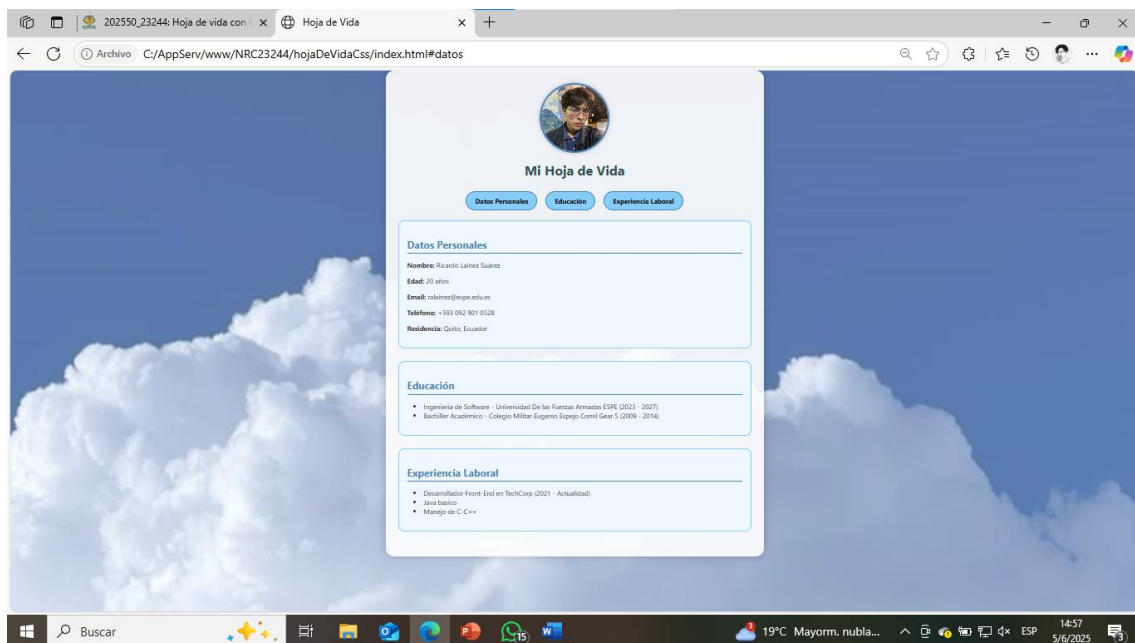 202550_23244: Hoja de vida con
Hoja de Vida
Archivo
C:/AppServ/www/NRC23244/hojaDeVidaCss/index.html#datos
Mi Hoja de Vida
Datos Personales
Educación
Experiencia Laboral
Datos Personales
Nombre: Ricardo Laínez Suárez
Edad: 20 años
Email: ralainez@espe.edu.ec
Teléfono: +593 092 901 0528
Residencia: Quito, Ecuador
Educación
Ingeniería de Software - Universidad De las Fuerzas Armadas ESPE (2023 - 2027)
Bachiller Académico - Colegio Militar Eugenio Espejo Comil Gear 5 (2009 - 2014)
Experiencia Laboral
Desarrollador Front-End en TechCorp (2021 - Actualidad)
Java basico
Manejo de C-C++
Buscar
15
3
19°C Mayorm. nubla...
ESP
14:57
5/6/2025
3